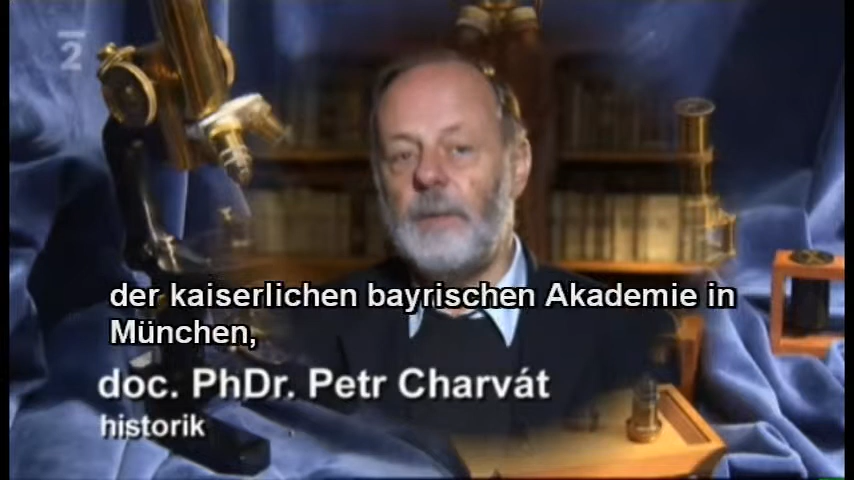 2
der kaiserlichen bayrischen Akademie in
München,
doc. PhDr. Petr Charvát
historik